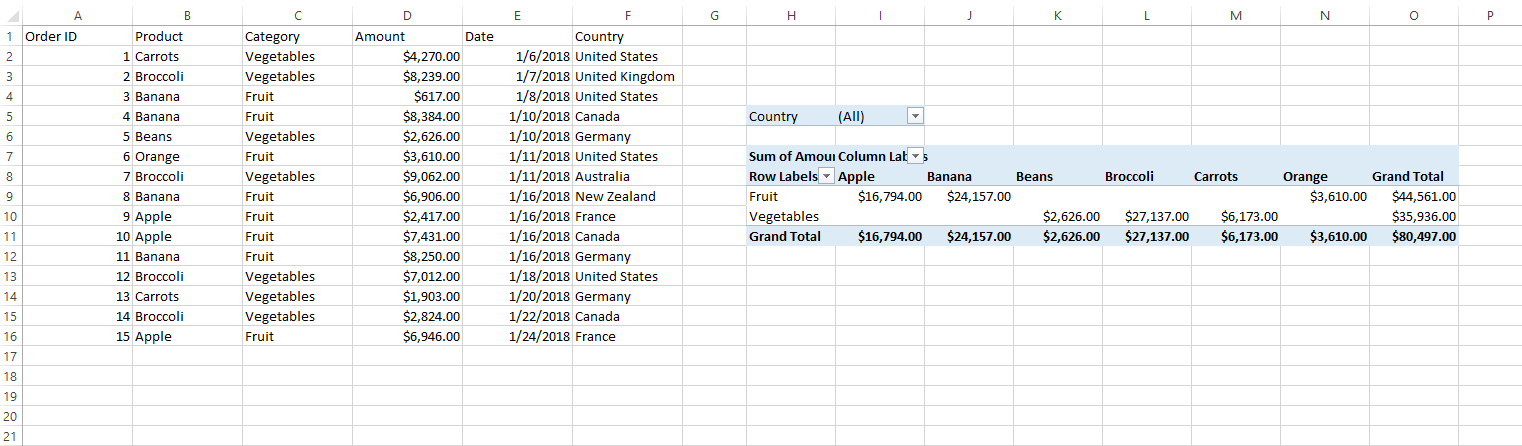 A B C D E F G H I J K L M N O P
1 Order ID Product Category Amount Date Country
2 1 Carrots Vegetables $4,270.00 1/6/2018 United States
3 2 Broccoli Vegetables $8,239.00 1/7/2018 United Kingdom
4 3 Banana Fruit $617.00 1/8/2018 United States
5 4 Banana Fruit $8,384.00 1/10/2018 Canada Country (All)
6 5 Beans Vegetables $2,626.00 1/10/2018 Germany
7 6 Orange Fruit $3,610.00 1/11/2018 United States Sum of Amou Column Lab s
8 7 Broccoli Vegetables $9,062.00 1/11/2018 Australia Row Labels Apple Banana Beans Broccoli Carrots Orange Grand Total
9 8 Banana Fruit $6,906.00 1/16/2018 New Zealand Fruit $16,794.00 $24,157.00 $3,610.00 $44,561.00
10 9 Apple Fruit $2,417.00 1/16/2018 France Vegetables $2,626.00 $27,137.00 $6,173.00 $35,936.00
11 10 Apple Fruit $7,431.00 1/16/2018 Canada Grand Total $16,794.00 $24,157.00 $2,626.00 $27,137.00 $6,173.00 $3,610.00 $80,497.00
12 11 Banana Fruit $8,250.00 1/16/2018 Germany
13 12 Broccoli Vegetables $7,012.00 1/18/2018 United States
14 13 Carrots Vegetables $1,903.00 1/20/2018 Germany
15 14 Broccoli Vegetables $2,824.00 1/22/2018 Canada
16 15 Apple Fruit $6,946.00 1/24/2018 France
17
18
19
20
21